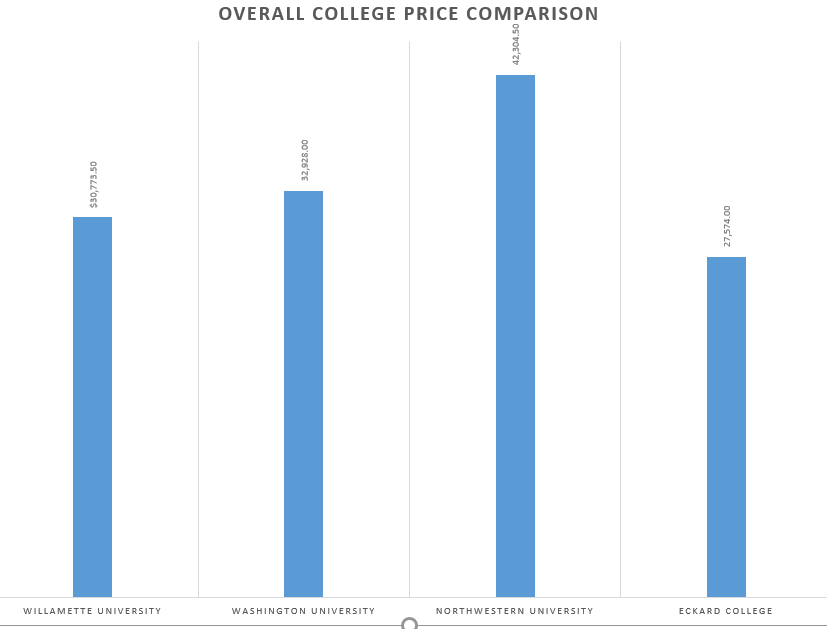 OVERALL COLLEGE PRICE COMPARISON
$30,773.50
32,928.00
42,304.50
27,574.00
WILLAMETTE UNIVERSITY
WASHINGTON UNIVERSITY
NORTHWESTERN UNIVERSITY
ECKARD COLLEGE